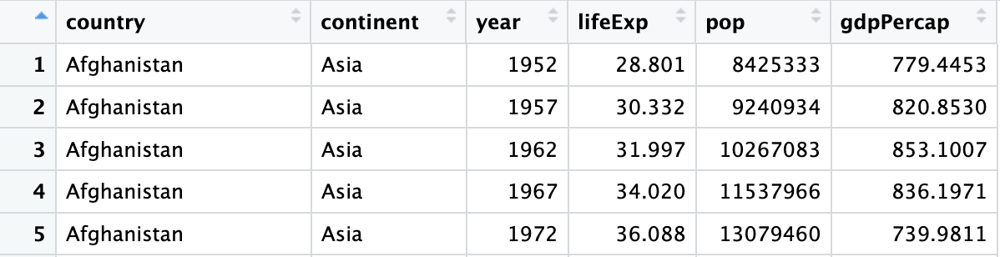 country continent year lifeExp pop gdpPercap
1 Afghanistan Asia 1952 28.801 8425333 779.4453
2 Afghanistan Asia 1957 30.332 9240934 820.8530
3 Afghanistan Asia 1962 31.997 10267083 853.1007
4 Afghanistan Asia 1967 34.020 11537966 836.1971
5 Afghanistan Asia 1972 36.088 13079460 739.9811